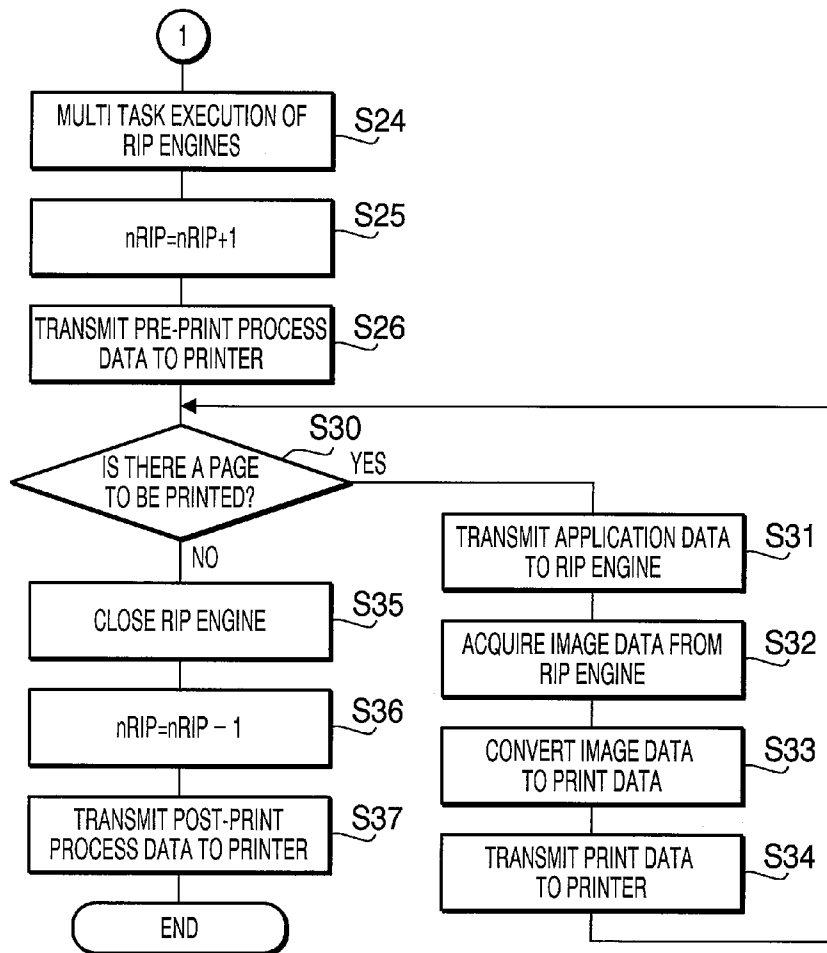 1
MULTI TASK EXECUTION OF
RIP ENGINES
S24
nRIP=nRIP+1
S25
TRANSMIT PRE-PRINT PROCESS
DATA TO PRINTER
S26
IS THERE A PAGE
TO BE PRINTED?
S30
YES
NO
TRANSMIT APPLICATION DATA
TO RIP ENGINE
S31
ACQUIRE IMAGE DATA FROM
RIP ENGINE
S32
CONVERT IMAGE DATA
TO PRINT DATA
S33
TRANSMIT PRINT DATA
TO PRINTER
S34
CLOSE RIP ENGINE
S35
nRIP=nRIP − 1
S36
TRANSMIT POST-PRINT
PROCESS DATA TO PRINTER
S37
END